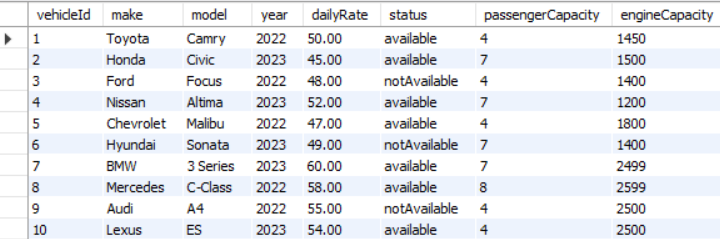 vehicleId make model year dailyRate status passengerCapacity engineCapacity
1 Toyota Camry 2022 50.00 available 4 1450
2 Honda Civic 2023 45.00 available 7 1500
3 Ford Focus 2022 48.00 notAvailable 4 1400
4 Nissan Altima 2023 52.00 available 7 1200
5 Chevrolet Malibu 2022 47.00 available 4 1800
6 Hyundai Sonata 2023 49.00 notAvailable 7 1400
7 BMW 3 Series 2023 60.00 available 7 2499
8 Mercedes C-Class 2022 58.00 available 8 2599
9 Audi A4 2022 55.00 notAvailable 4 2500
10 Lexus ES 2023 54.00 available 4 2500